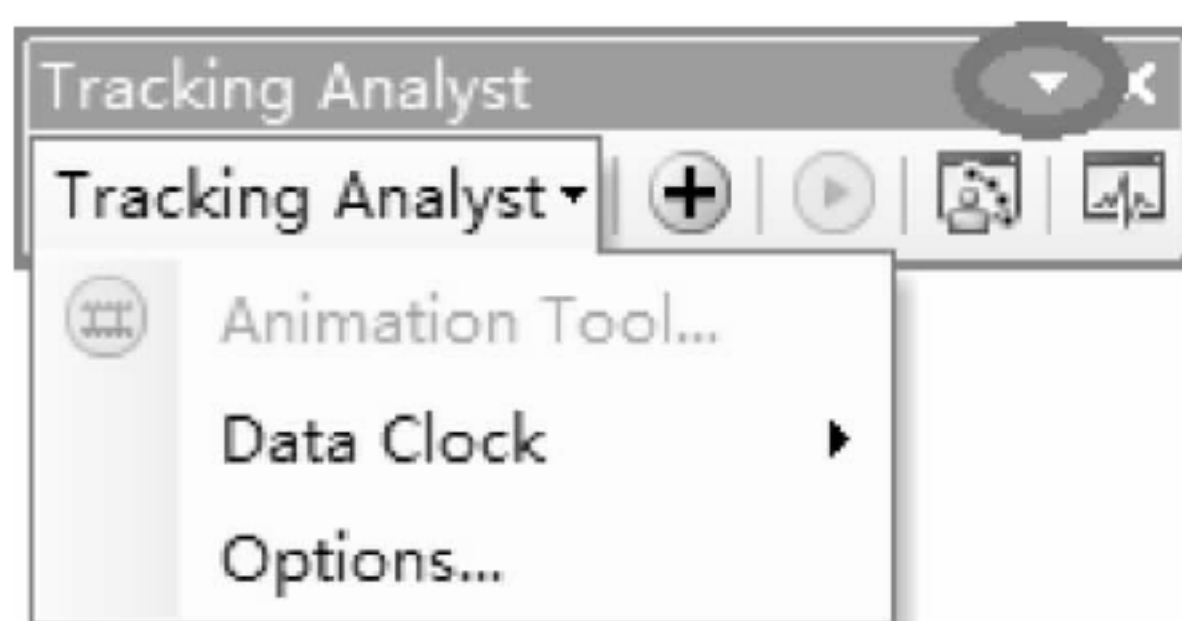 Tracking Analyst
Tracking Analyst
Animation Tool...
Data Clock
Options...